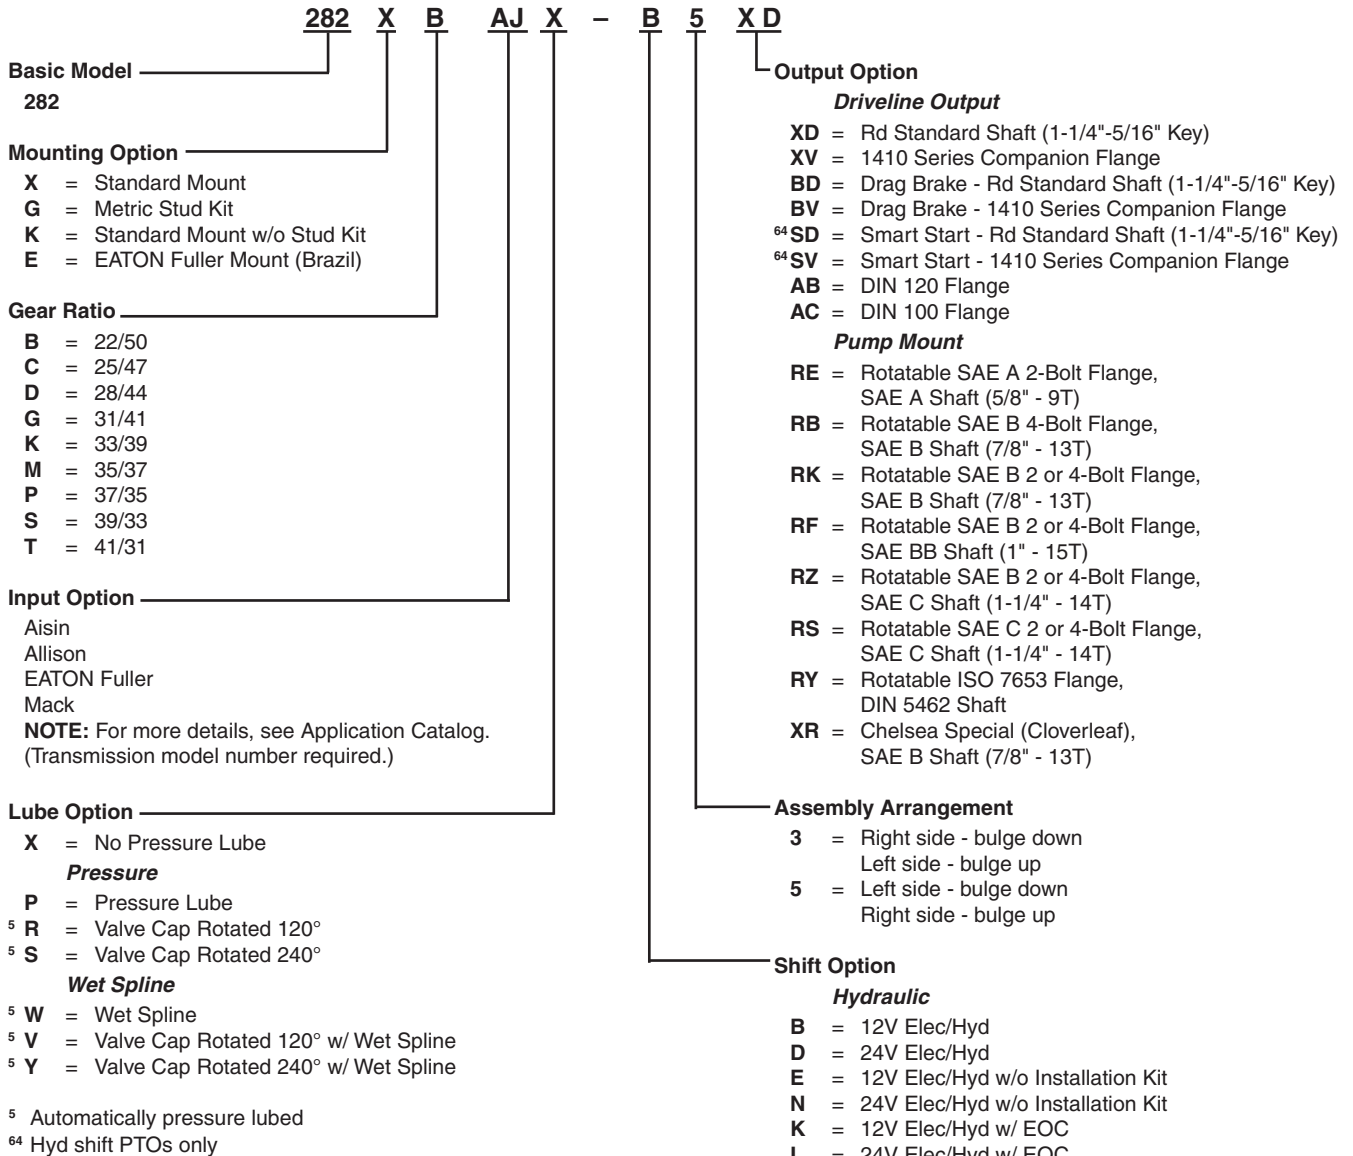 282 X B AJ X – B 5 X D
Basic Model
282
Mounting Option
X = Standard Mount
G = Metric Stud Kit
K = Standard Mount w/o Stud Kit
E = EATON Fuller Mount (Brazil)
Gear Ratio
B = 22/50
C = 25/47
D = 28/44
G = 31/41
K = 33/39
M = 35/37
P = 37/35
S = 39/33
T = 41/31
Input Option
Aisin
Allison
EATON Fuller
Mack
NOTE: For more details, see Application Catalog.
(Transmission model number required.)
Lube Option
X = No Pressure Lube
Pressure
P = Pressure Lube
5 R = Valve Cap Rotated 120°
5 S = Valve Cap Rotated 240°
Wet Spline
5 W = Wet Spline
5 V = Valve Cap Rotated 120° w/ Wet Spline
5 Y = Valve Cap Rotated 240° w/ Wet Spline
5 Automatically pressure lubed
64 Hyd shift PTOs only
Output Option
Driveline Output
XD = Rd Standard Shaft (1-1/4"-5/16" Key)
XV = 1410 Series Companion Flange
BD = Drag Brake - Rd Standard Shaft (1-1/4"-5/16" Key)
BV = Drag Brake - 1410 Series Companion Flange
64 SD = Smart Start - Rd Standard Shaft (1-1/4"-5/16" Key)
64 SV = Smart Start - 1410 Series Companion Flange
AB = DIN 120 Flange
AC = DIN 100 Flange
Pump Mount
RE = Rotatable SAE A 2-Bolt Flange,
SAE A Shaft (5/8" - 9T)
RB = Rotatable SAE B 4-Bolt Flange,
SAE B Shaft (7/8" - 13T)
RK = Rotatable SAE B 2 or 4-Bolt Flange,
SAE B Shaft (7/8" - 13T)
RF = Rotatable SAE B 2 or 4-Bolt Flange,
SAE BB Shaft (1" - 15T)
RZ = Rotatable SAE B 2 or 4-Bolt Flange,
SAE C Shaft (1-1/4" - 14T)
RS = Rotatable SAE C 2 or 4-Bolt Flange,
SAE C Shaft (1-1/4" - 14T)
RY = Rotatable ISO 7653 Flange,
DIN 5462 Shaft
XR = Chelsea Special (Cloverleaf),
SAE B Shaft (7/8" - 13T)
Assembly Arrangement
3 = Right side - bulge down
Left side - bulge up
5 = Left side - bulge down
Right side - bulge up
Shift Option
Hydraulic
B = 12V Elec/Hyd
D = 24V Elec/Hyd
E = 12V Elec/Hyd w/o Installation Kit
N = 24V Elec/Hyd w/o Installation Kit
K = 12V Elec/Hyd w/ EOC
L = 24V Elec/Hyd w/ EOC